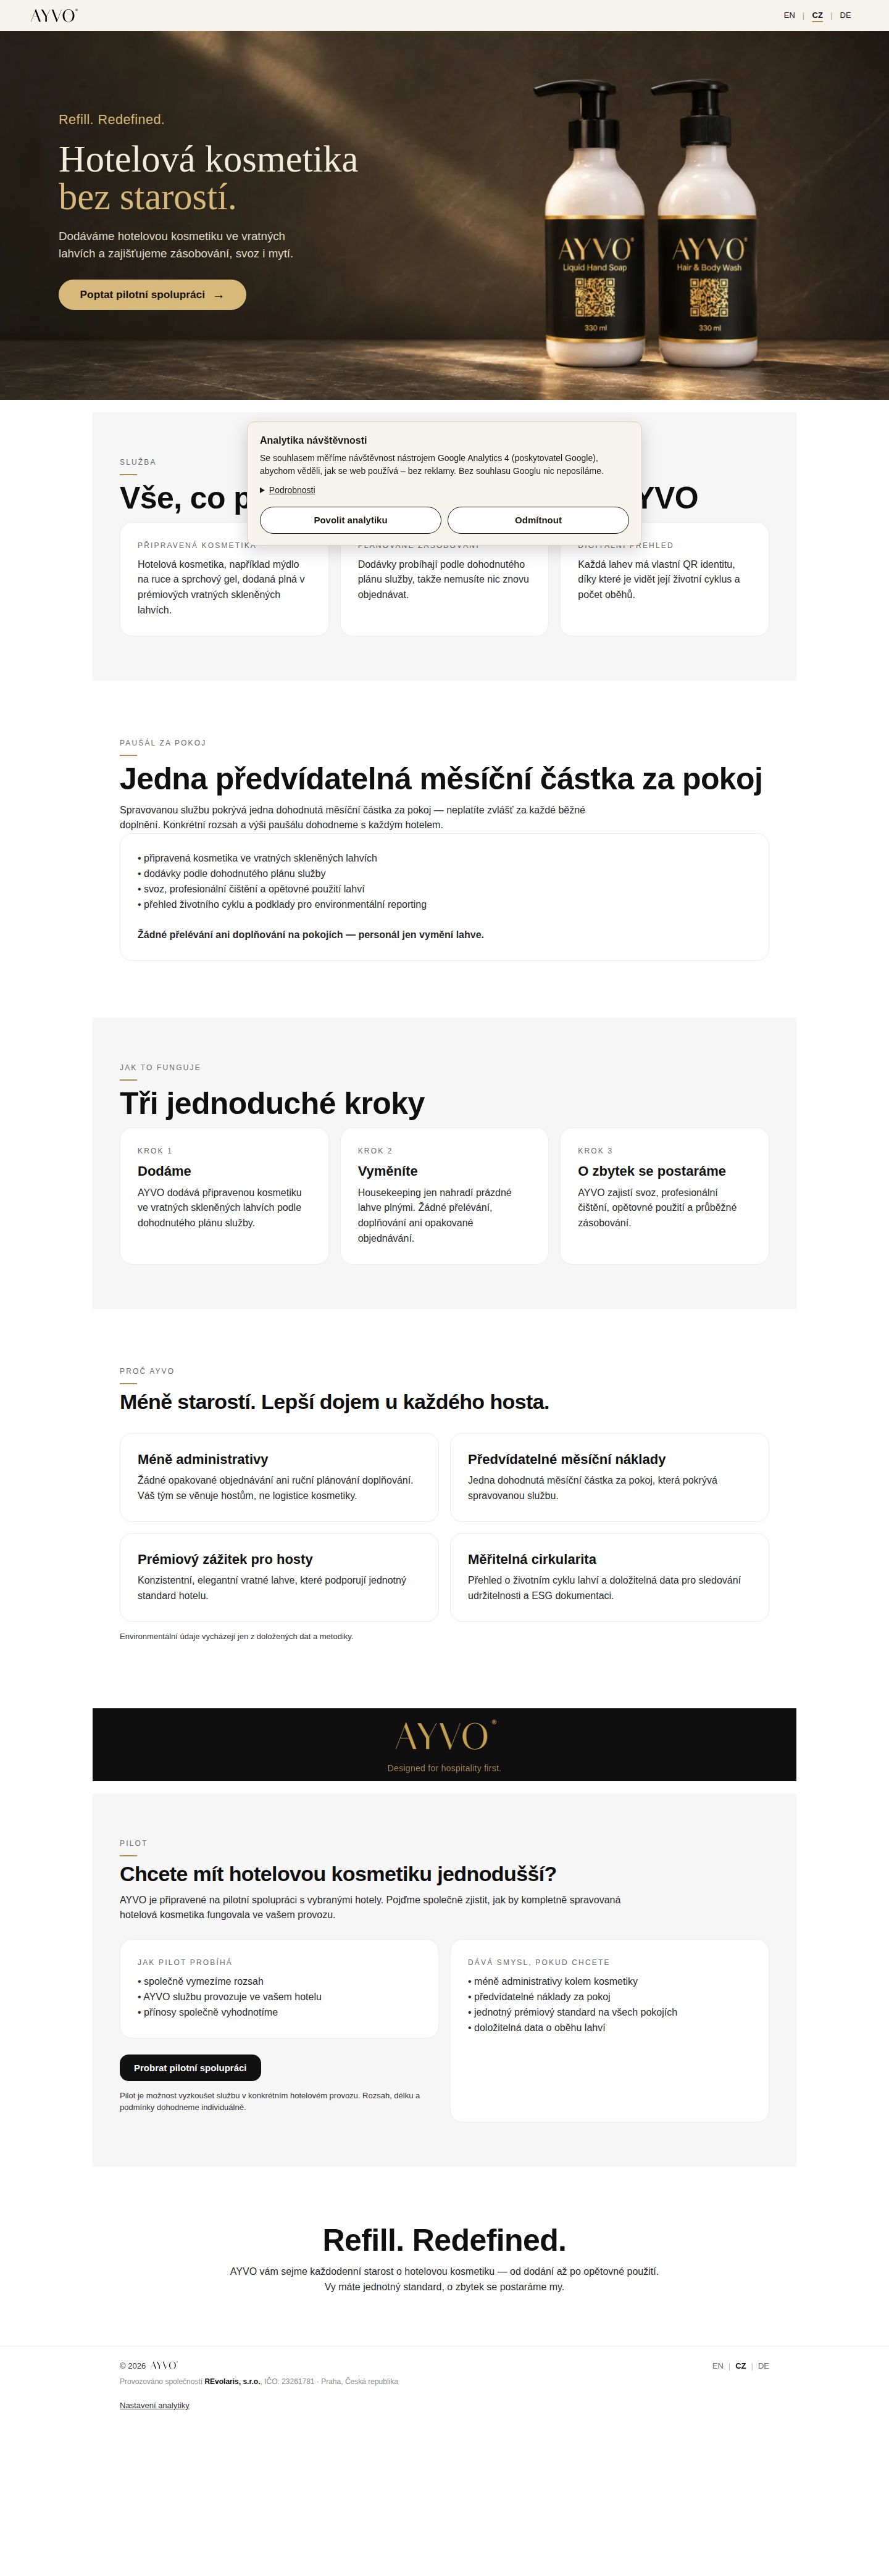 AYVO®
EN | CZ | DE
Refill. Redefined.
Hotelová kosmetika
bez starostí.
Dodáváme hotelovou kosmetiku ve vratných
lahvích a zajišťujeme zásobování, svoz i mytí.
Poptat pilotní spolupráci →
AYVO®
Liquid Hand Soap
330 ml
AYVO®
Hair & Body Wash
330 ml
Analytika návštěvnosti
Se souhlasem měříme návštěvnost nástrojem Google Analytics 4 (poskytovatel Google),
abychom věděli, jak se web používá – bez reklamy. Bez souhlasu Googlu nic neposíláme.
Podrobnosti
Povolit analytiku
Odmítnout
SLUŽBA
Vše, co p
YVO
PŘIPRAVENÁ KOSMETIKA
Hotelová kosmetika, například mýdlo
na ruce a sprchový gel, dodaná plná v
prémiových vratných skleněných
lahvích.
PLÁNOVANÉ ZÁSOBOVÁNÍ
Dodávky probíhají podle dohodnutého
plánu služby, takže nemusíte nic znovu
objednávat.
DIGITÁLNÍ PŘEHLED
Každá lahev má vlastní QR identitu,
díky které je vidět její životní cyklus a
počet oběhů.
PAUŠÁL ZA POKOJ
Jedna předvídatelná měsíční částka za pokoj
Spravovanou službu pokrývá jedna dohodnutá měsíční částka za pokoj — neplatíte zvlášť za každé běžné
doplnění. Konkrétní rozsah a výši paušálu dohodneme s každým hotelem.
• připravená kosmetika ve vratných skleněných lahvích
• dodávky podle dohodnutého plánu služby
• svoz, profesionální čištění a opětovné použití lahví
• přehled životního cyklu a podklady pro environmentální reporting
Žádné přelévání ani doplňování na pokojích — personál jen vymění lahve.
JAK TO FUNGUJE
Tři jednoduché kroky
KROK 1
Dodáme
AYVO dodává připravenou kosmetiku
ve vratných skleněných lahvích podle
dohodnutého plánu služby.
KROK 2
Vyměníte
Housekeeping jen nahradí prázdné
lahve plnými. Žádné přelévání,
doplňování ani opakované
objednávání.
KROK 3
O zbytek se postaráme
AYVO zajistí svoz, profesionální
čištění, opětovné použití a průběžné
zásobování.
PROČ AYVO
Méně starostí. Lepší dojem u každého hosta.
Méně administrativy
Žádné opakované objednávání ani ruční plánování doplňování.
Váš tým se věnuje hostům, ne logistice kosmetiky.
Předvídatelné měsíční náklady
Jedna dohodnutá měsíční částka za pokoj, která pokrývá
spravovanou službu.
Prémiový zážitek pro hosty
Konzistentní, elegantní vratné lahve, které podporují jednotný
standard hotelu.
Měřitelná cirkularita
Přehled o životním cyklu lahví a doložitelná data pro sledování
udržitelnosti a ESG dokumentaci.
Environmentální údaje vycházejí jen z doložených dat a metodiky.
AYVO®
Designed for hospitality first.
PILOT
Chcete mít hotelovou kosmetiku jednodušší?
AYVO je připravené na pilotní spolupráci s vybranými hotely. Pojďme společně zjistit, jak by kompletně spravovaná
hotelová kosmetika fungovala ve vašem provozu.
JAK PILOT PROBÍHÁ
• společně vymezíme rozsah
• AYVO službu provozuje ve vašem hotelu
• přínosy společně vyhodnotíme
Probrat pilotní spolupráci
Pilot je možnost vyzkoušet službu v konkrétním hotelovém provozu. Rozsah, délku a
podmínky dohodneme individuálně.
DÁVÁ SMYSL, POKUD CHCETE
• méně administrativy kolem kosmetiky
• předvídatelné náklady za pokoj
• jednotný prémiový standard na všech pokojích
• doložitelná data o oběhu lahví
Refill. Redefined.
AYVO vám sejme každodenní starost o hotelovou kosmetiku — od dodání až po opětovné použití.
Vy máte jednotný standard, o zbytek se postaráme my.
© 2026 AYVO®
EN | CZ | DE
Provozováno společností REvolaris, s.r.o., IČO: 23261781 · Praha, Česká republika
Nastavení analytiky